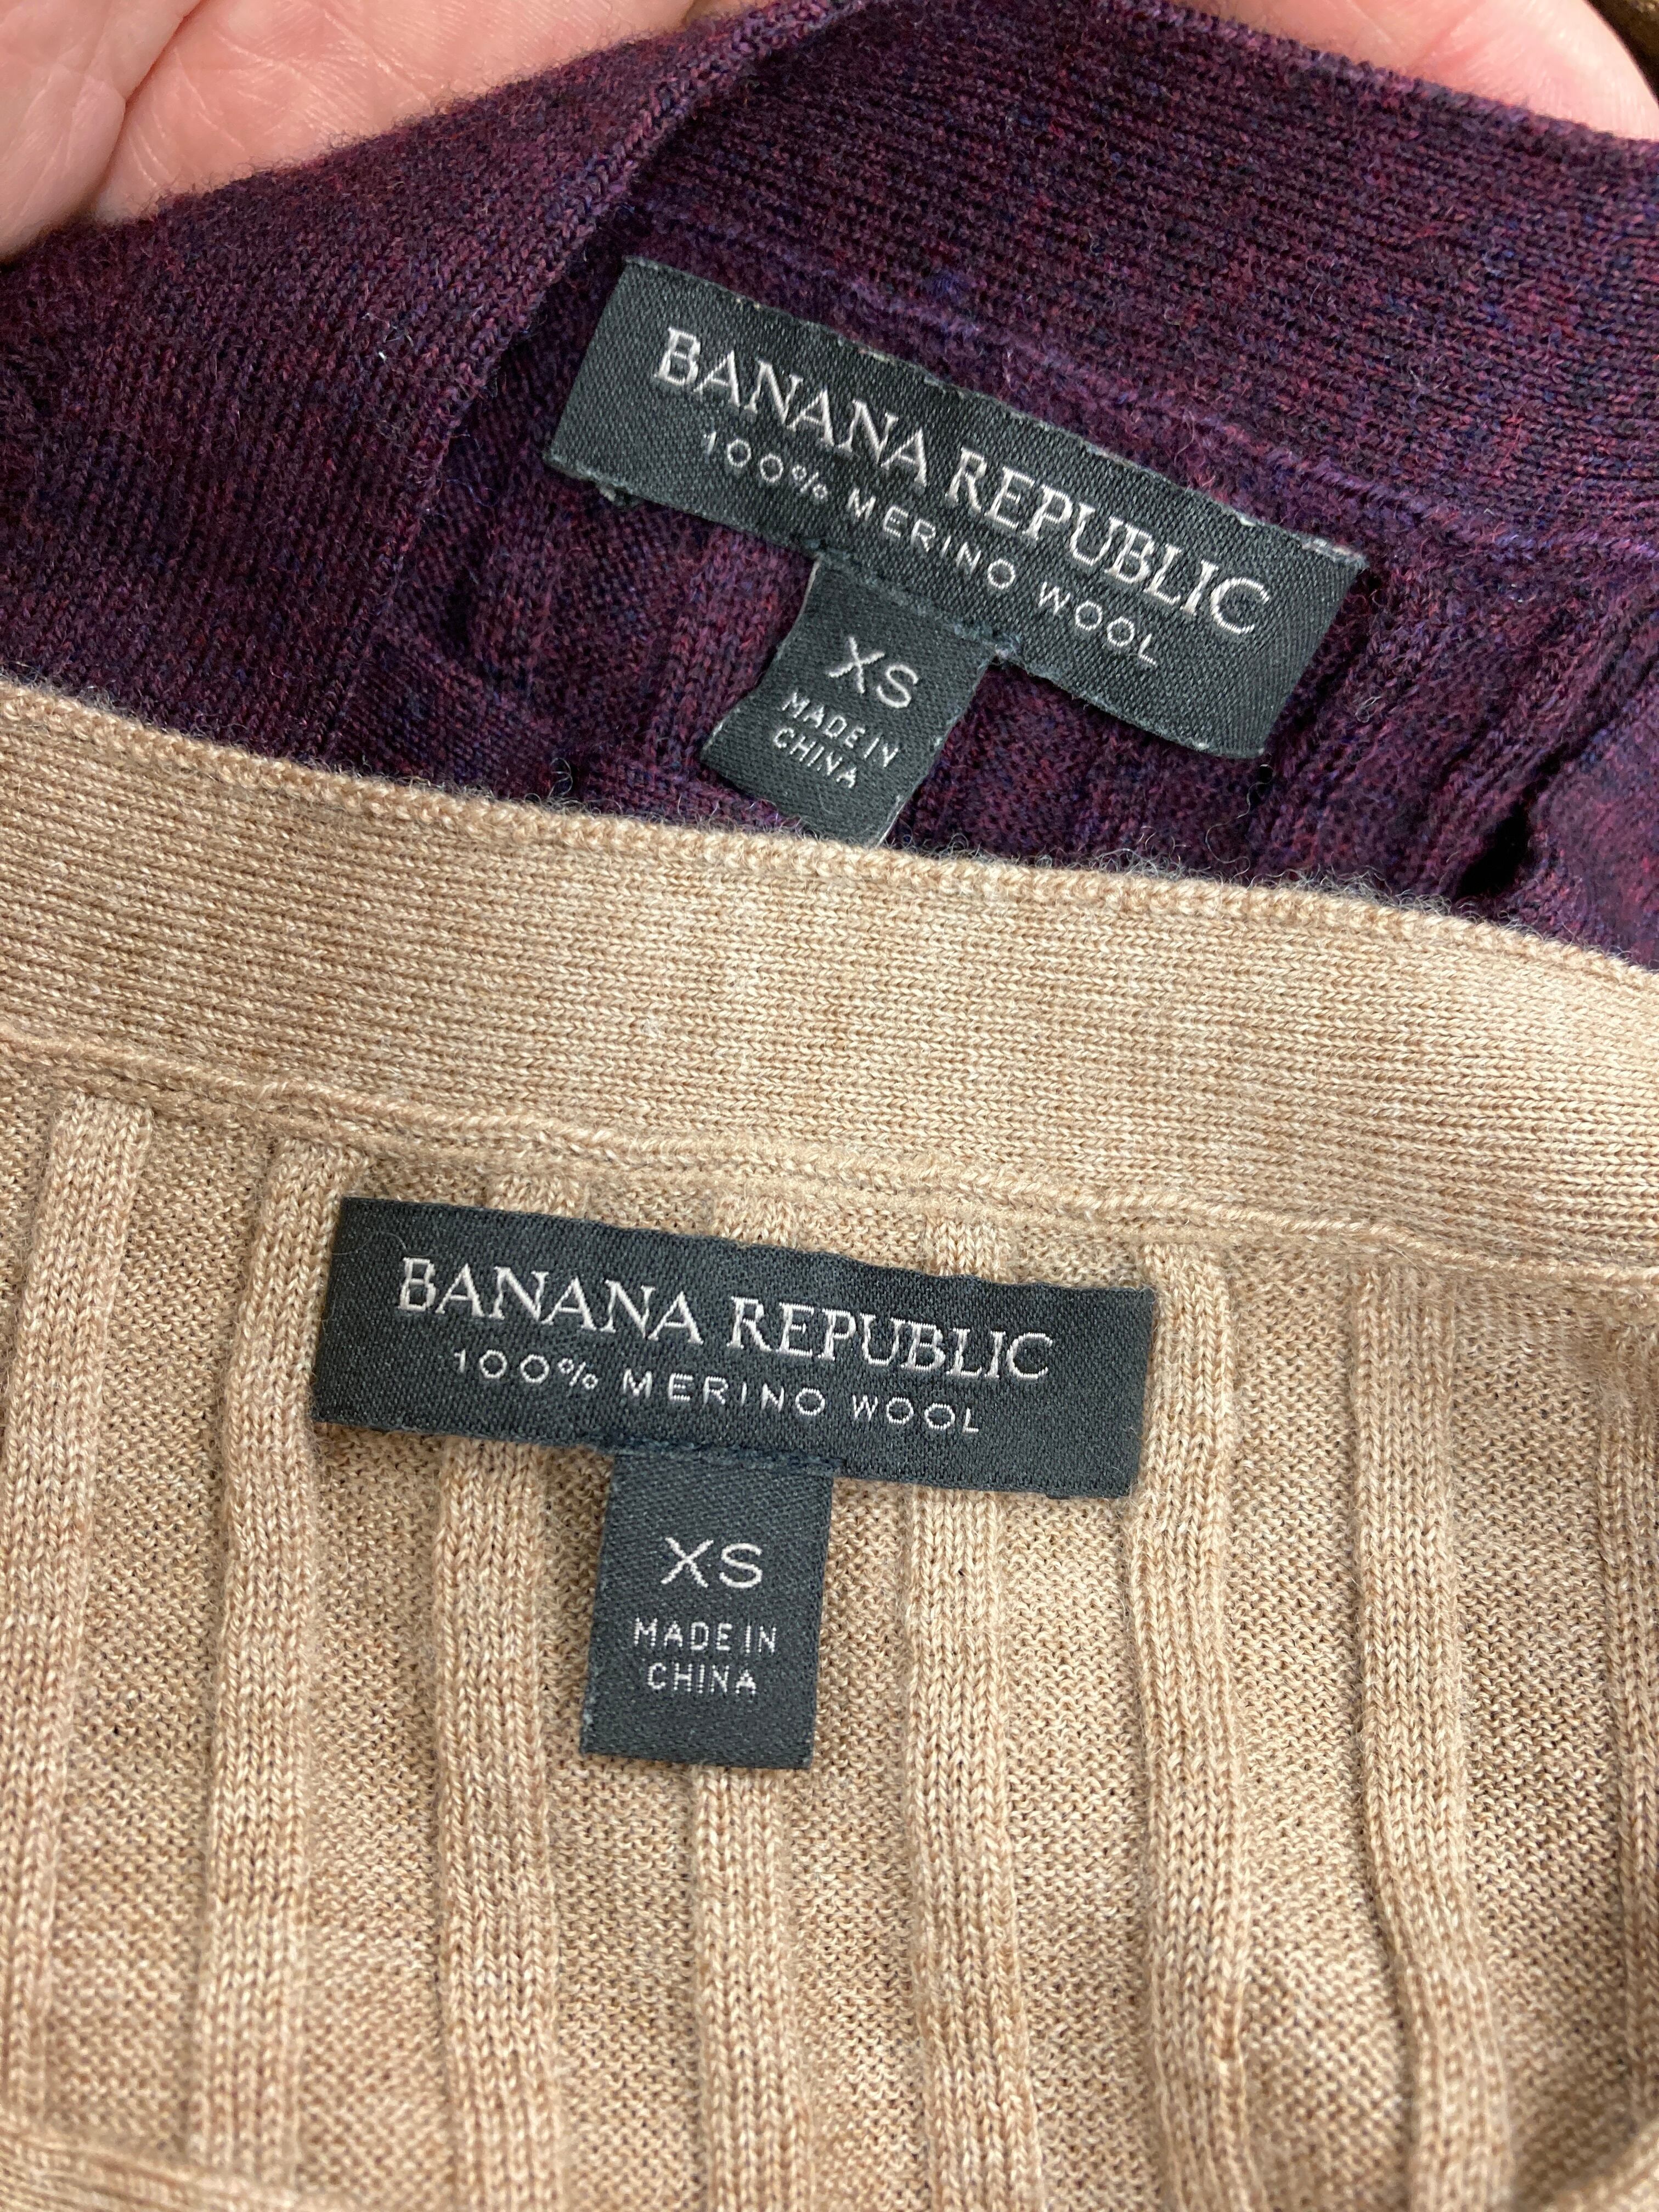 BANANA REPUBLIC
100% MERINO WOOL
XS
MADE IN
CHINA
BANANA REPUBLIC
100% MERINO WOOL
XS
MADE IN
CHINA